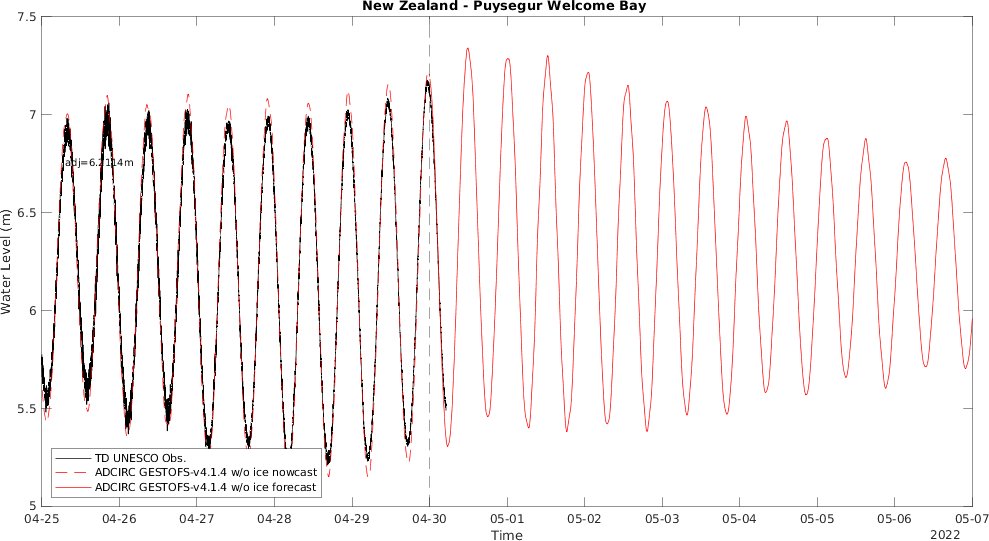 New Zealand - Puysegur Welcome Bay
7.5
7
6.5
6
5.5
5
Water Level (m)
adj=6.2114m
TD UNESCO Obs.
ADCIRC GESTOFS-v4.1.4 w/o ice nowcast
ADCIRC GESTOFS-v4.1.4 w/o ice forecast
04-25 04-26 04-27 04-28 04-29 04-30 05-01 05-02 05-03 05-04 05-05 05-06 05-07
Time
2022